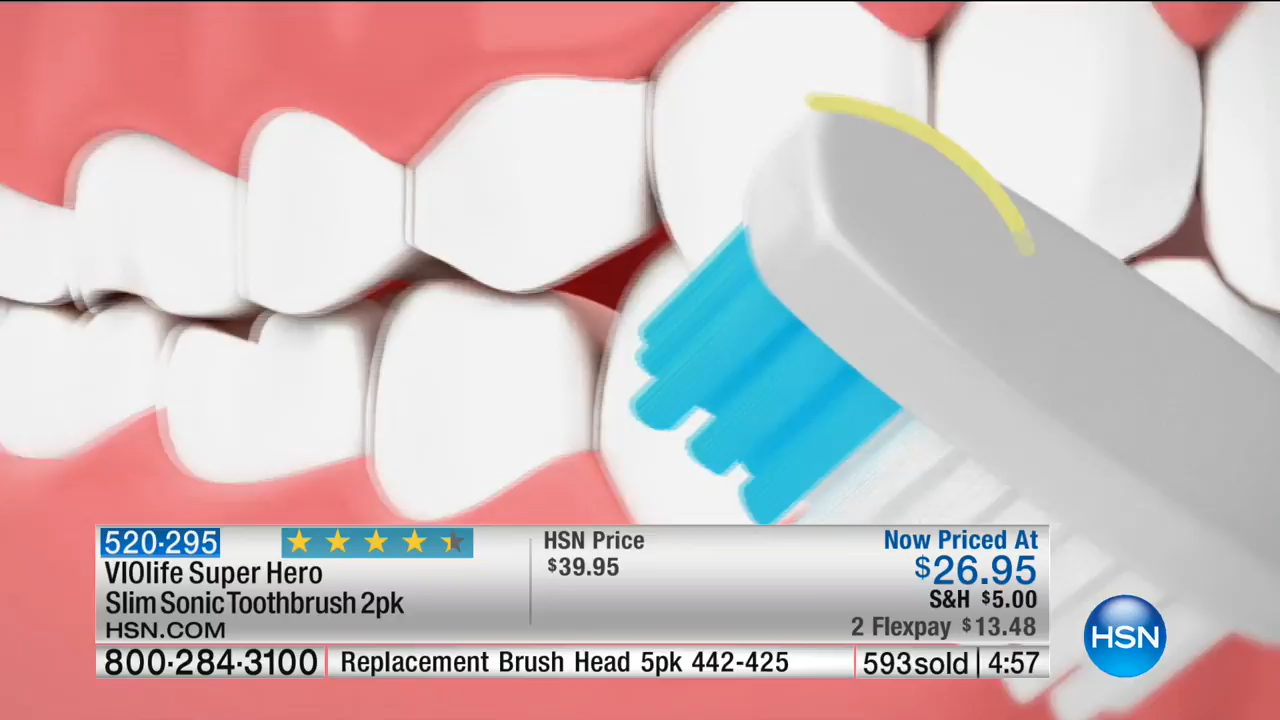 520-295
VIOlife Super Hero
Slim Sonic Toothbrush 2pk
HSN.COM
HSN Price
$39.95
Now Priced At
$26.95
S&H $5.00
2 Flexpay $13.48
HSN
800-284-3100
Replacement Brush Head 5pk 442-425
593 sold
4:57